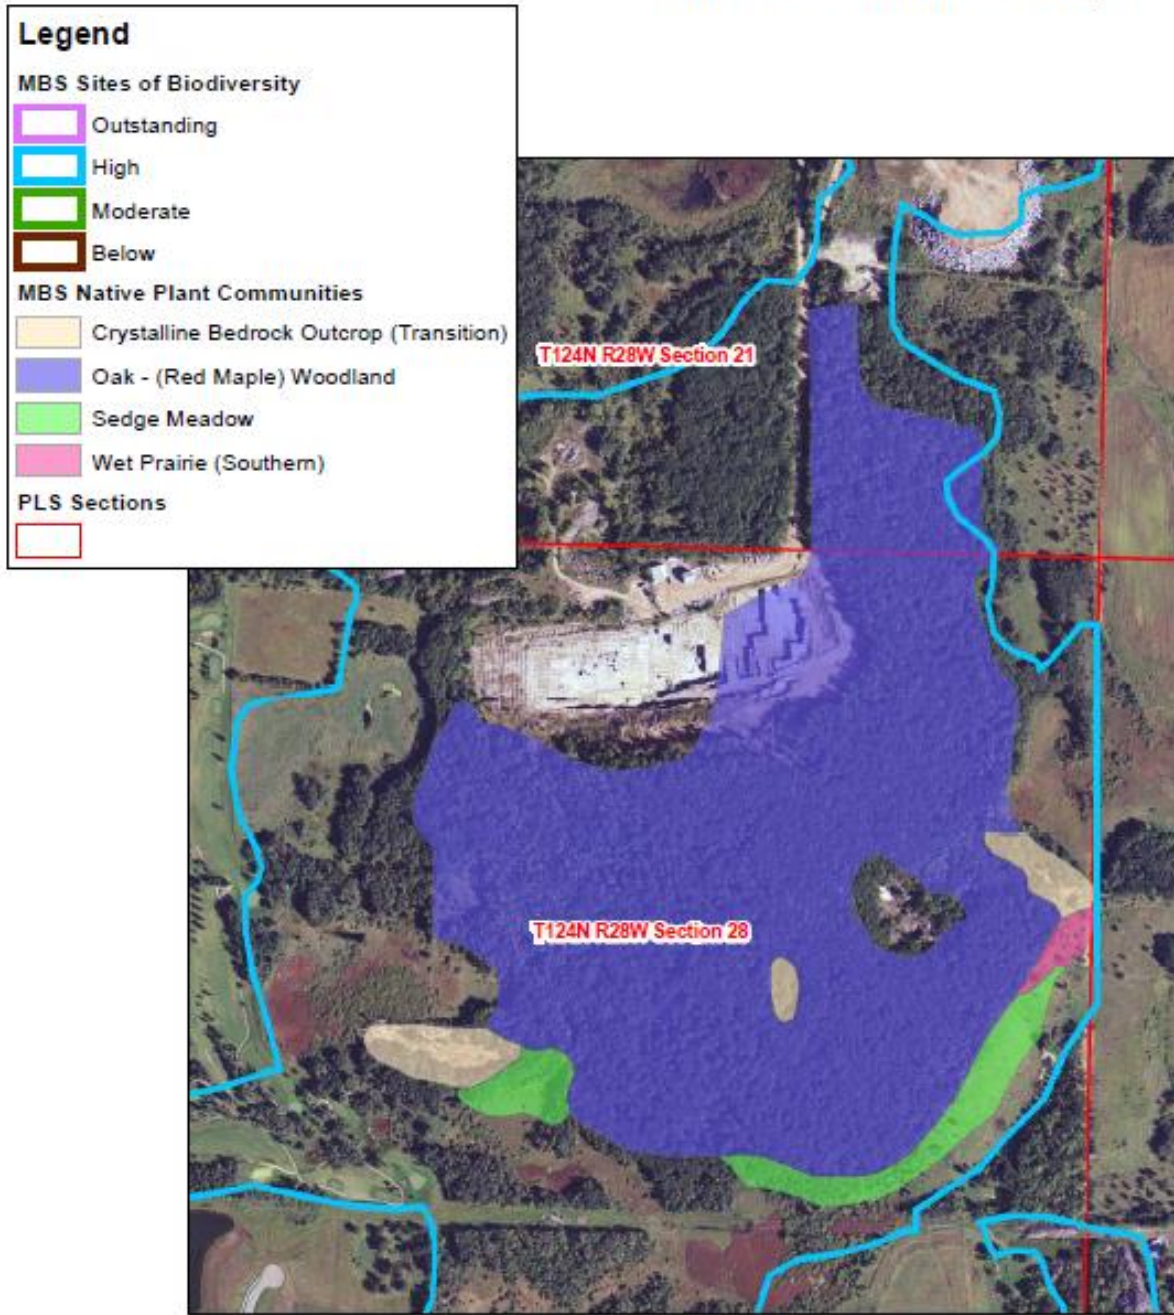 Legend
MBS Sites of Biodiversity
Outstanding
High
Moderate
Below
MBS Native Plant Communities
Crystalline Bedrock Outcrop (Transition)
Oak - (Red Maple) Woodland
Sedge Meadow
Wet Prairie (Southern)
PLS Sections
T124N R28W Section 21
T124N R28W Section 28